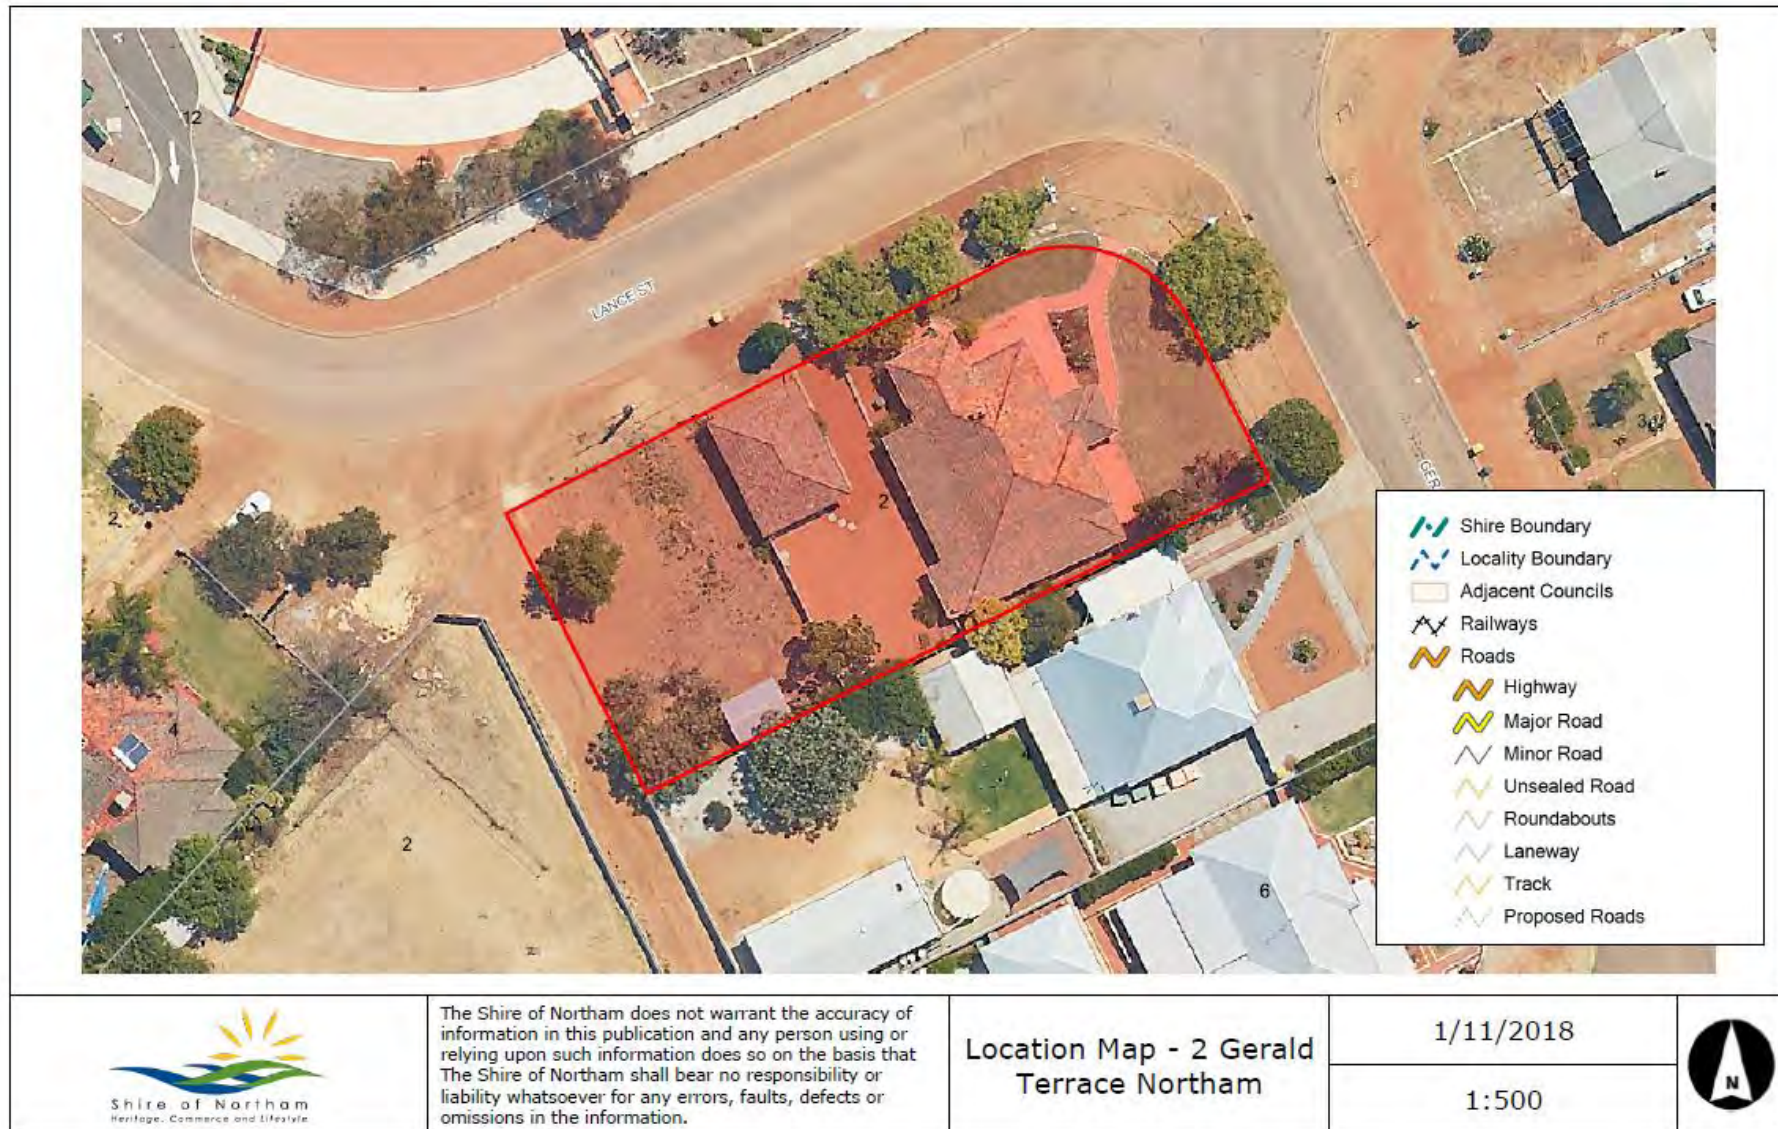 12
LANCE ST
2
2
4
2
6
GER
Shire Boundary
Locality Boundary
Adjacent Councils
Railways
Roads
Highway
Major Road
Minor Road
Unsealed Road
Roundabouts
Laneway
Track
Proposed Roads
Shire of Northam
Heritage, Commerce and Lifestyle
The Shire of Northam does not warrant the accuracy of
information in this publication and any person using or
relying upon such information does so on the basis that
The Shire of Northam shall bear no responsibility or
liability whatsoever for any errors, faults, defects or
omissions in the information.
Location Map - 2 Gerald
Terrace Northam
1/11/2018
1:500
N